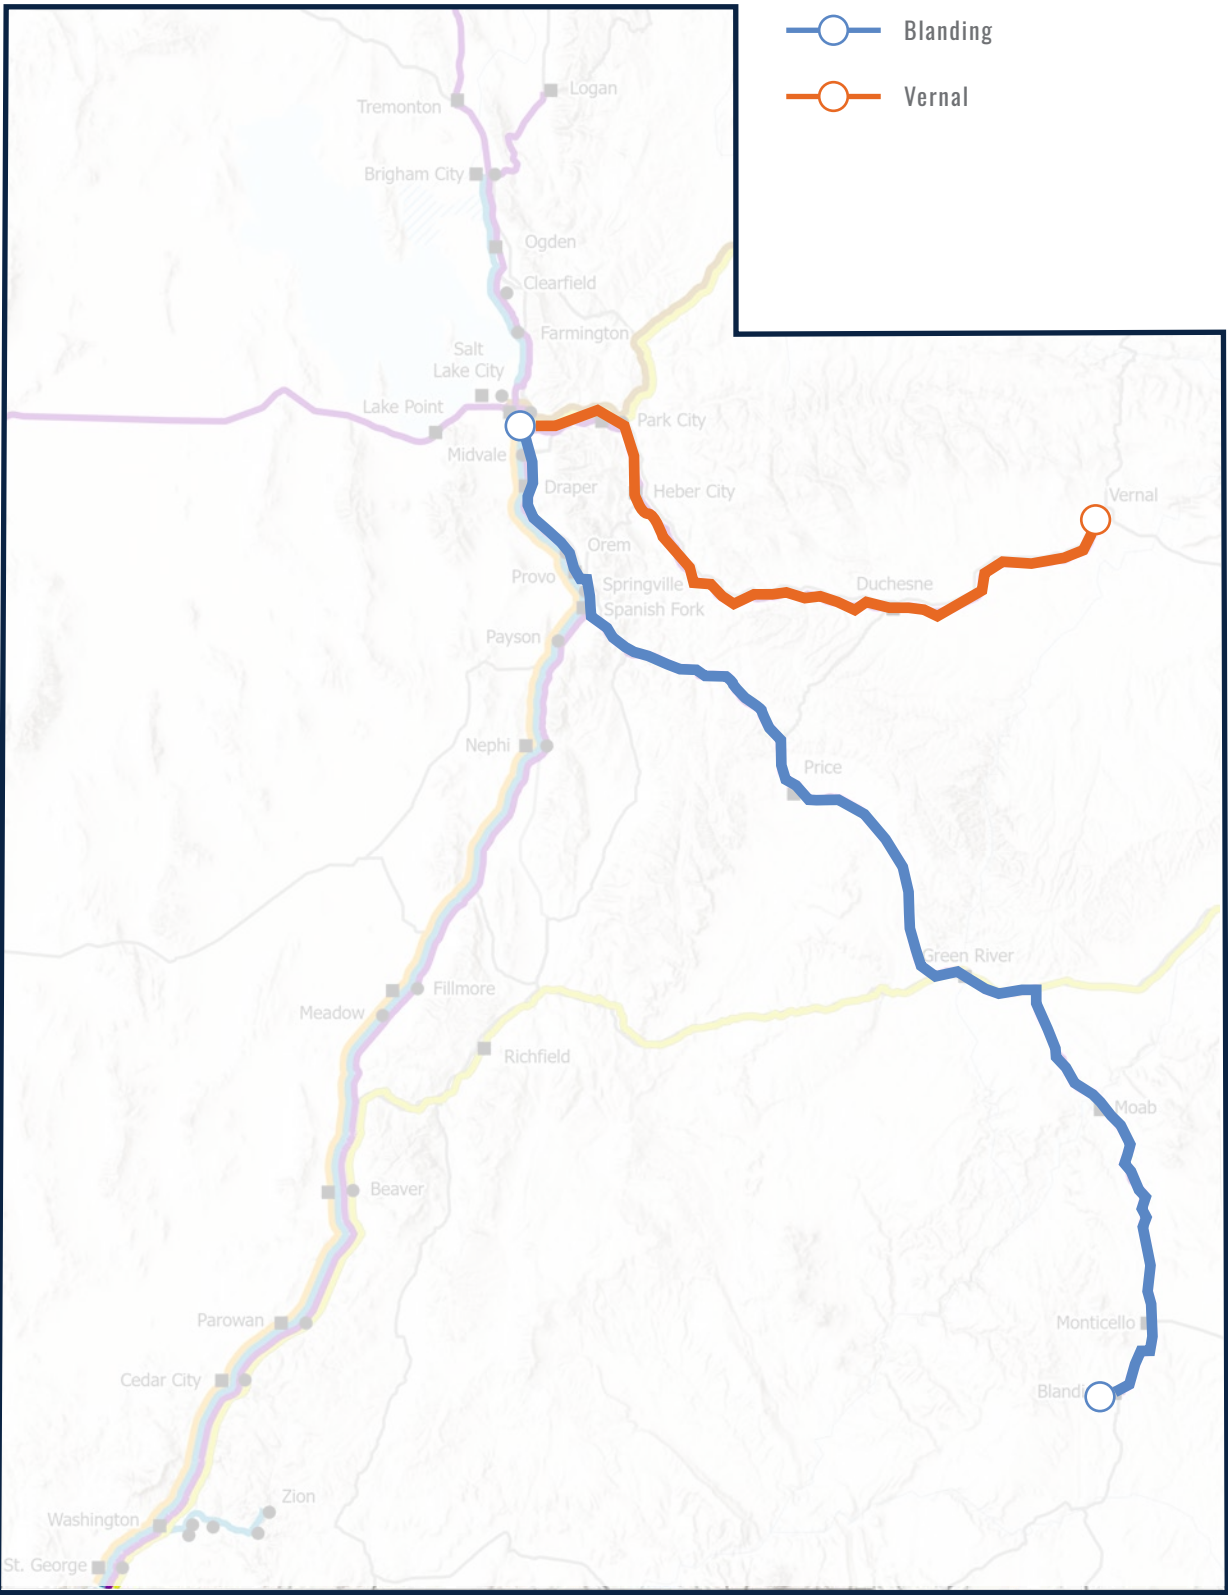 Blanding
Vernal
Logan
Tremonton
Brigham City
Ogden
Clearfield
Farmington
Salt
Lake City
Lake Point
Park City
Midvale
Draper
Heber City
Vernal
Orem
Provo
Springville
Duchesne
Spanish Fork
Payson
Nephi
Price
Green River
Fillmore
Meadow
Richfield
Moab
Beaver
Parowan
Monticello
Cedar City
Blandi
Zion
Washington
St. George